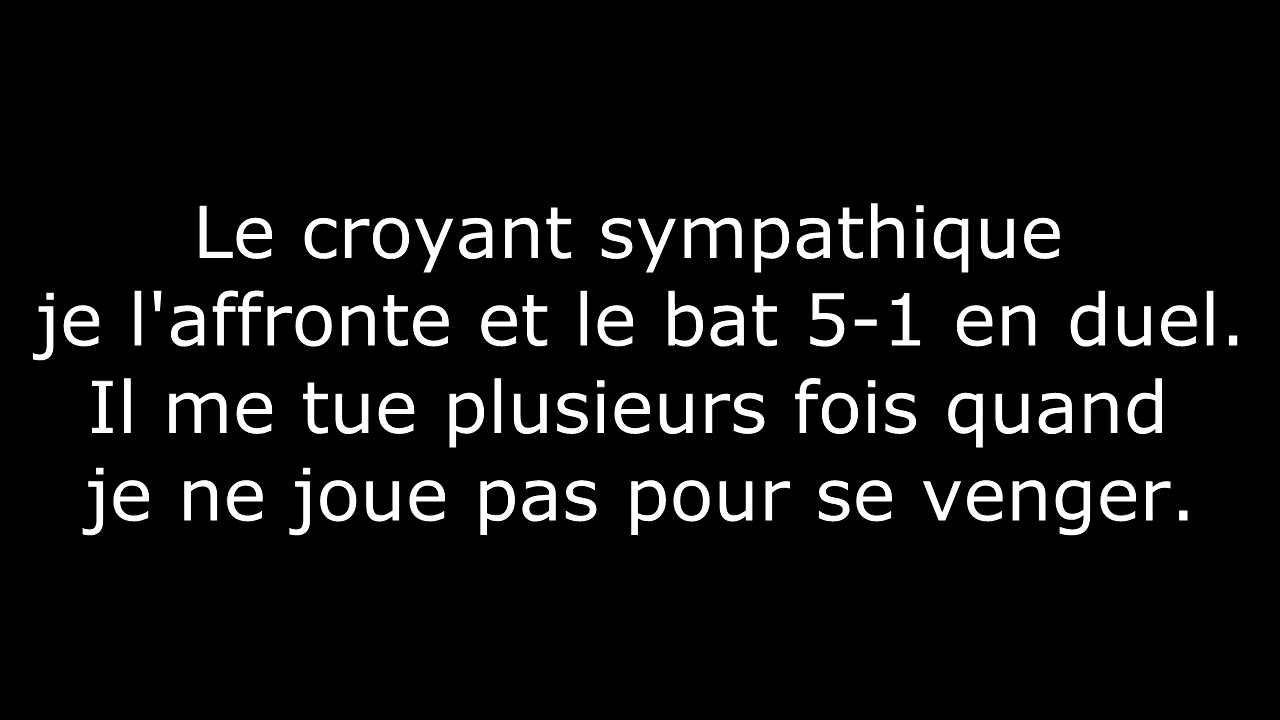 Le croyant sympathique
je l'affronte et le bat 5-1 en duel.
Il me tue plusieurs fois quand
je ne joue pas pour se venger.